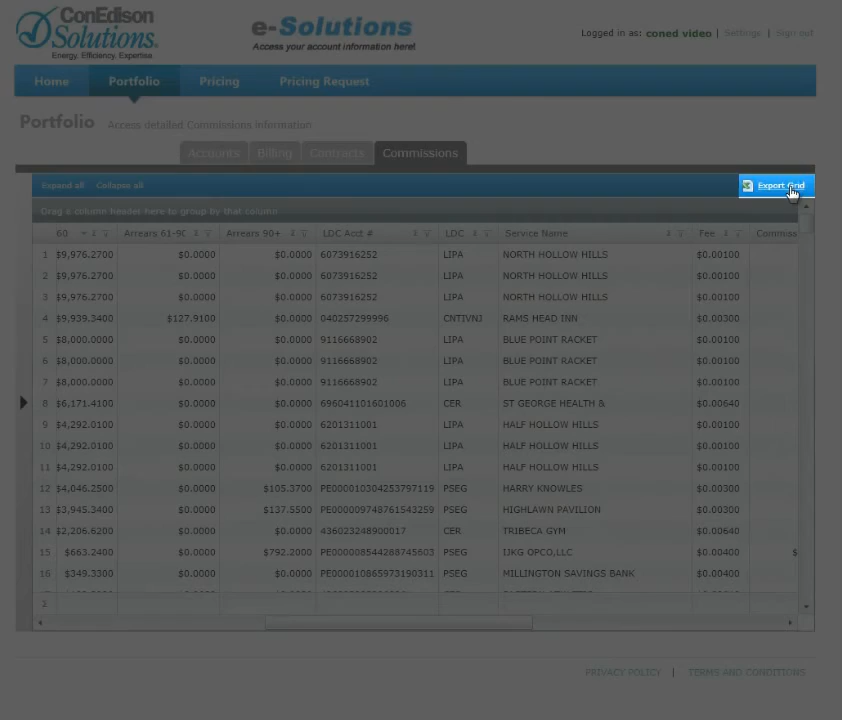 ConEdison
Solutions.
Energy. Efficiency. Expertise.
e-Solutions
Access your account information here!
Logged in as: coned video | Settings | Sign out
Home Portfolio Pricing Pricing Request
Portfolio Access detailed Commissions information
Accounts Billing Contracts Commissions
Expand all Collapse all Export Grid
Drag a column header here to group by that column
60 Arrears 61-90 Arrears 90+ LDC Acct # LDC Service Name Fee Commiss
1 $9,976.2700 $0.0000 $0.0000 6073916252 LIPA NORTH HOLLOW HILLS $0.00100
2 $9,976.2700 $0.0000 $0.0000 6073916252 LIPA NORTH HOLLOW HILLS $0.00100
3 $9,976.2700 $0.0000 $0.0000 6073916252 LIPA NORTH HOLLOW HILLS $0.00100
4 $9,939.3400 $127.9100 $0.0000 040257299996 CNTIVNJ RAMS HEAD INN $0.00300
5 $8,000.0000 $0.0000 $0.0000 9116668902 LIPA BLUE POINT RACKET $0.00100
6 $8,000.0000 $0.0000 $0.0000 9116668902 LIPA BLUE POINT RACKET $0.00100
7 $8,000.0000 $0.0000 $0.0000 9116668902 LIPA BLUE POINT RACKET $0.00100
8 $6,171.4100 $0.0000 $0.0000 696041101601006 CER ST GEORGE HEALTH & $0.00640
9 $4,292.0100 $0.0000 $0.0000 6201311001 LIPA HALF HOLLOW HILLS $0.00100
10 $4,292.0100 $0.0000 $0.0000 6201311001 LIPA HALF HOLLOW HILLS $0.00100
11 $4,292.0100 $0.0000 $0.0000 6201311001 LIPA HALF HOLLOW HILLS $0.00100
12 $4,046.2500 $0.0000 $105.3700 PE000010304253797119 PSEG HARRY KNOWLES $0.00300
13 $3,945.3400 $0.0000 $137.5500 PE000009748761543259 PSEG HIGHLAWN PAVILION $0.00300
14 $2,206.6200 $0.0000 $0.0000 436023248900017 CER TRIBECA GYM $0.00640
15 $663.2400 $0.0000 $792.2000 PE000008544288745603 PSEG IJKG OPCO,LLC $0.00400 $
16 $349.3300 $0.0000 $0.0000 PE000010865973190311 PSEG MILLINGTON SAVINGS BANK $0.00400
PRIVACY POLICY | TERMS AND CONDITIONS